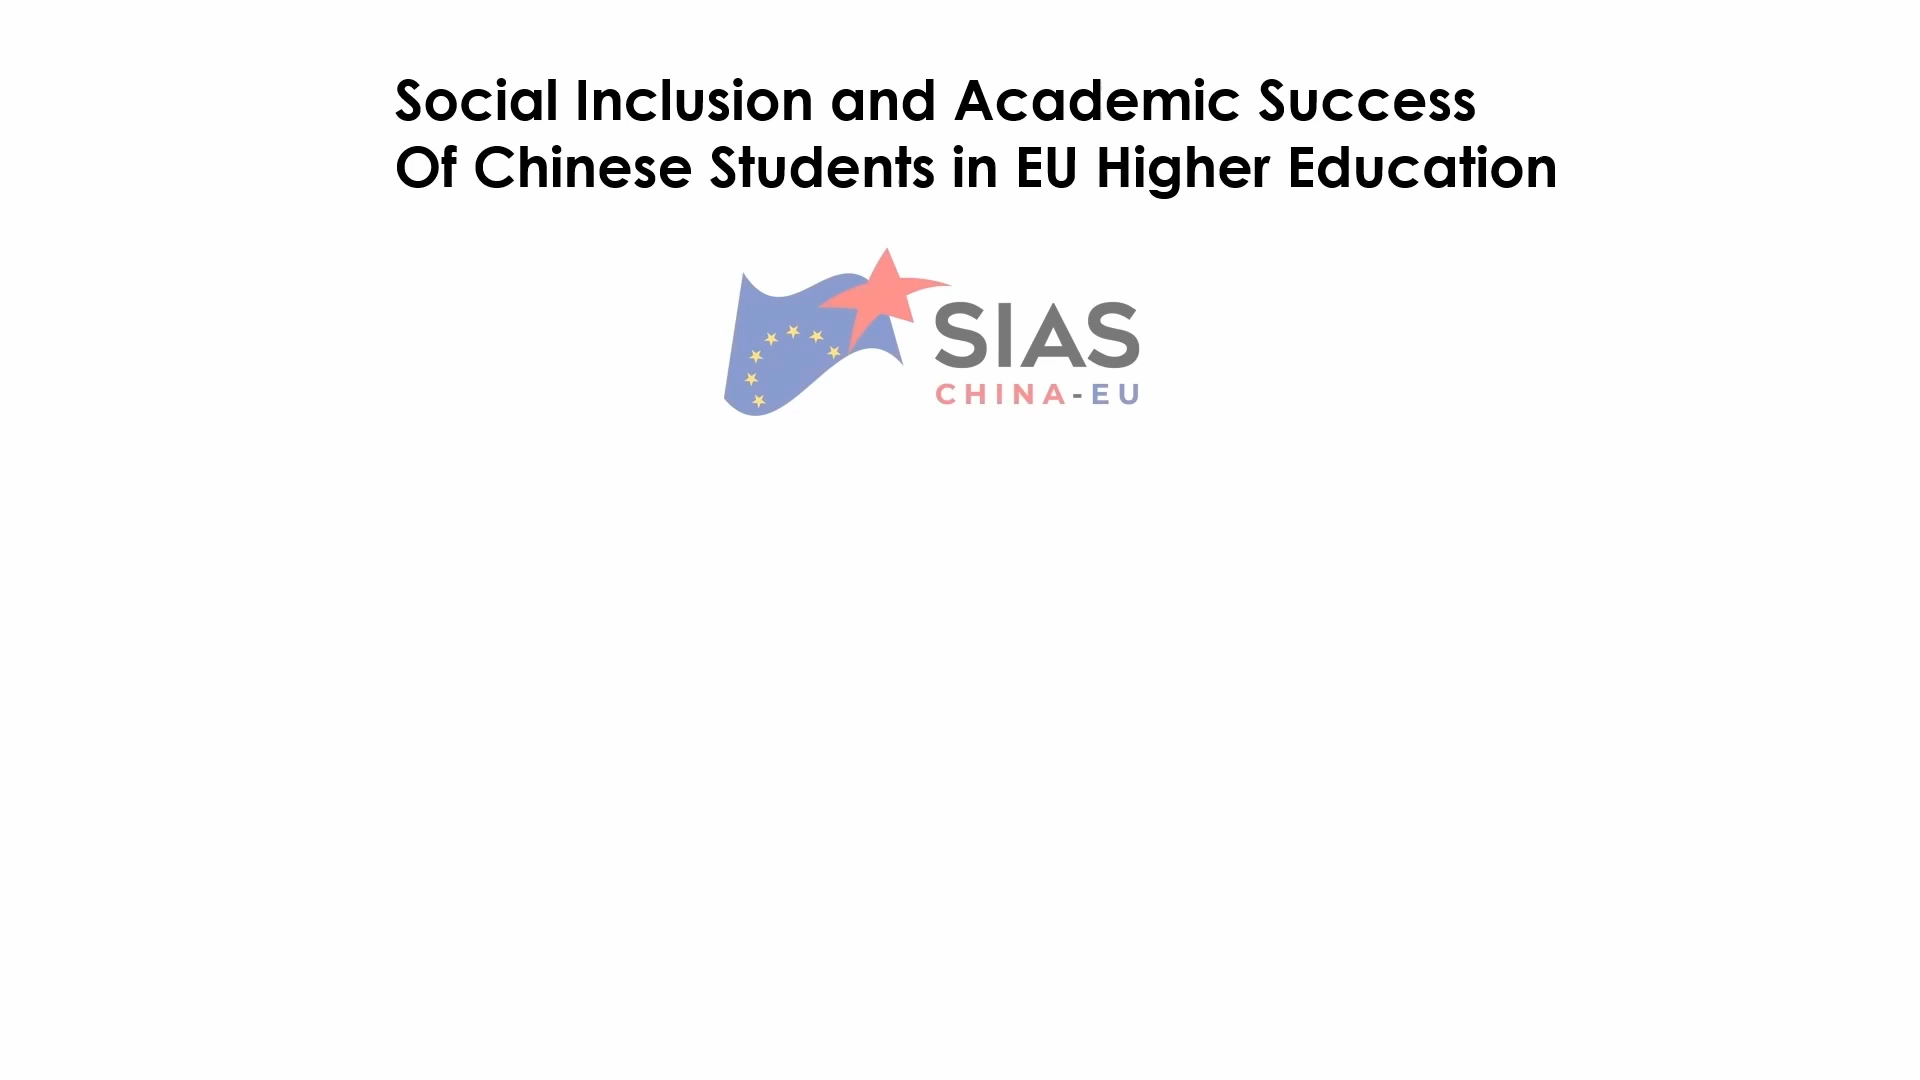 Social Inclusion and Academic Success
Of Chinese Students in EU Higher Education
SIAS
CHINA-EU